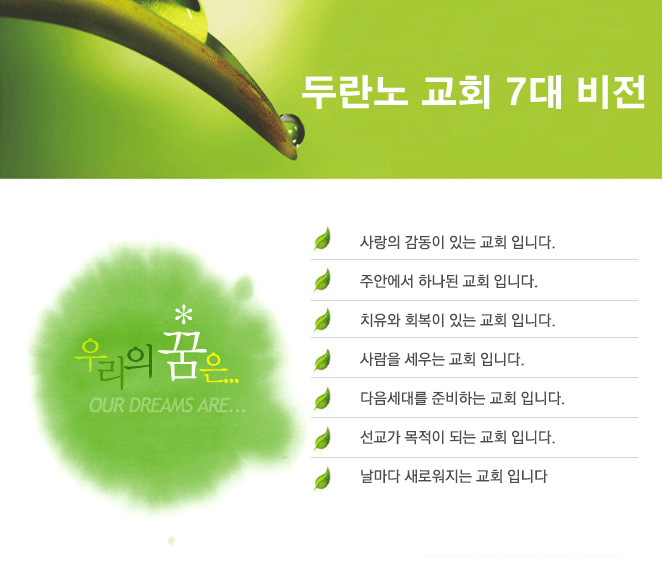 두란노 교회 7대 비전
사랑의 감동이 있는 교회 입니다.
주안에서 하나된 교회 입니다.
치유와 회복이 있는 교회 입니다.
사람을 세우는 교회 입니다.
다음세대를 준비하는 교회 입니다.
선교가 목적이 되는 교회 입니다.
날마다 새로워지는 교회 입니다
우리의 꿈은...
OUR DREAMS ARE...